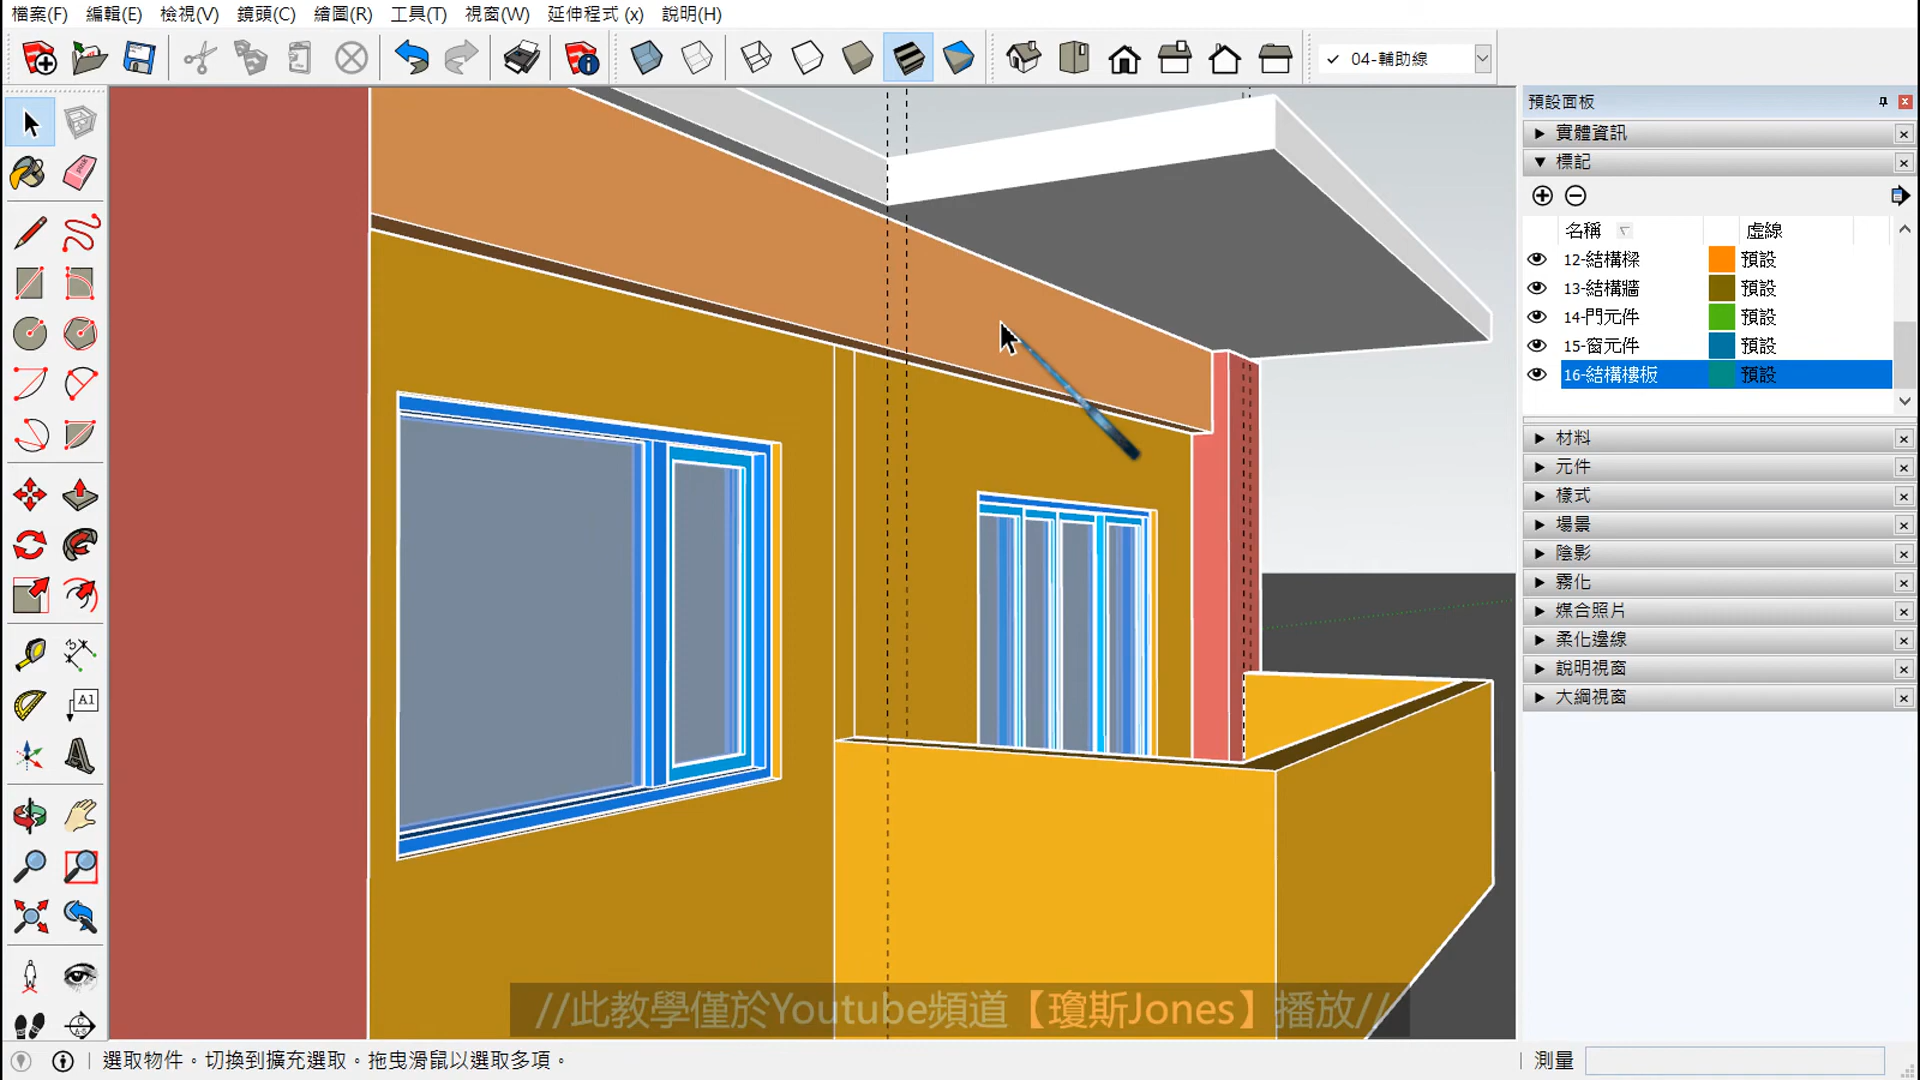 檔案(F) 編輯(E) 檢視(V) 鏡頭(C) 繪圖(R) 工具(T) 視窗(W) 延伸程式 (x) 說明(H)
04-輔助線
預設面板
實體資訊
標記
名稱 虛線
12-結構樑 預設
13-結構牆 預設
14-門元件 預設
15-窗元件 預設
16-結構樓板 預設
材料
元件
樣式
場景
陰影
霧化
媒合照片
柔化邊線
說明視窗
大綱視窗
A1
//此教學僅於Youtube頻道【瓊斯Jones】播放//
選取物件。切換到擴充選取。拖曳滑鼠以選取多項。
測量